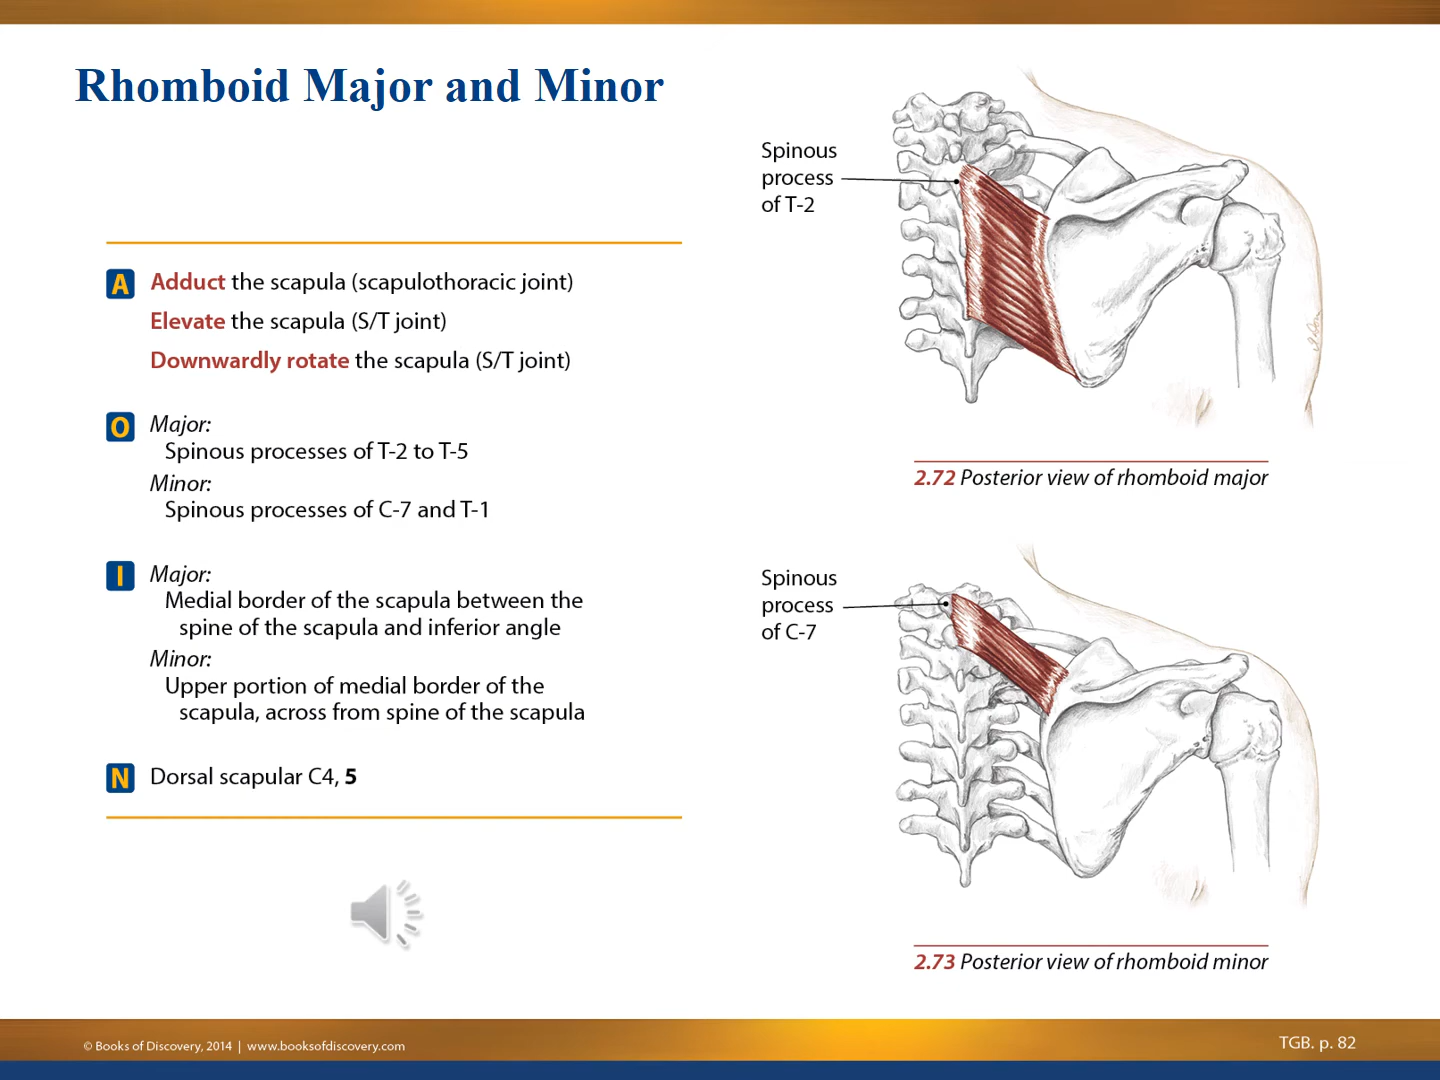 Rhomboid Major and Minor
A Adduct the scapula (scapulothoracic joint)
Elevate the scapula (S/T joint)
Downwardly rotate the scapula (S/T joint)
O Major:
Spinous processes of T-2 to T-5
Minor:
Spinous processes of C-7 and T-1
I Major:
Medial border of the scapula between the
spine of the scapula and inferior angle
Minor:
Upper portion of medial border of the
scapula, across from spine of the scapula
N Dorsal scapular C4, 5
Spinous
process
of T-2
2.72 Posterior view of rhomboid major
Spinous
process
of C-7
2.73 Posterior view of rhomboid minor
© Books of Discovery, 2014 | www.booksofdiscovery.com
TGB. p. 82